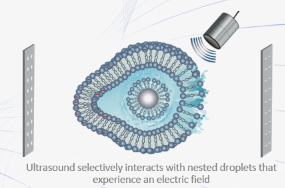 Ultrasound selectively interacts with nested droplets that
experience an electric field